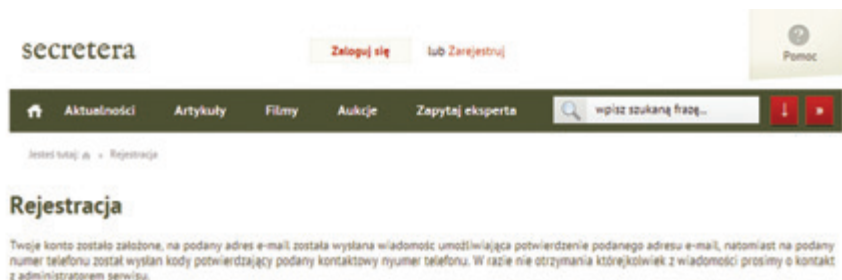 secretera
Zaloguj się lub Zarejestruj
Pomoc
Aktualności Artykuły Filmy Aukcje Zapytaj eksperta wpisz szukaną frazę...
Jesteś tutaj: » Rejestracja
Rejestracja
Twoje konto zostało założone, na podany adres e-mail została wysłana wiadomośc umożliwiająca potwierdzenie podanego adresu e-mail, natomiast na podany
numer telefonu został wysłan kody potwierdzający podany kontaktowy nyumer telefonu. W razie nie otrzymania którejkolwiek z wiadomości prosimy o kontakt
z administratorem serwisu.